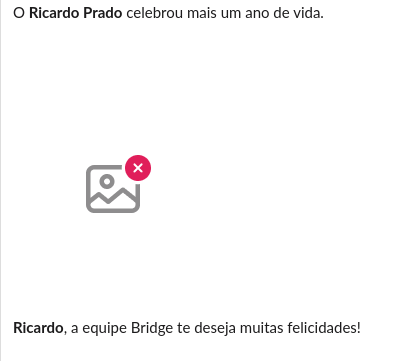 O Ricardo Prado celebrou mais um ano de vida.
Ricardo, a equipe Bridge te deseja muitas felicidades!